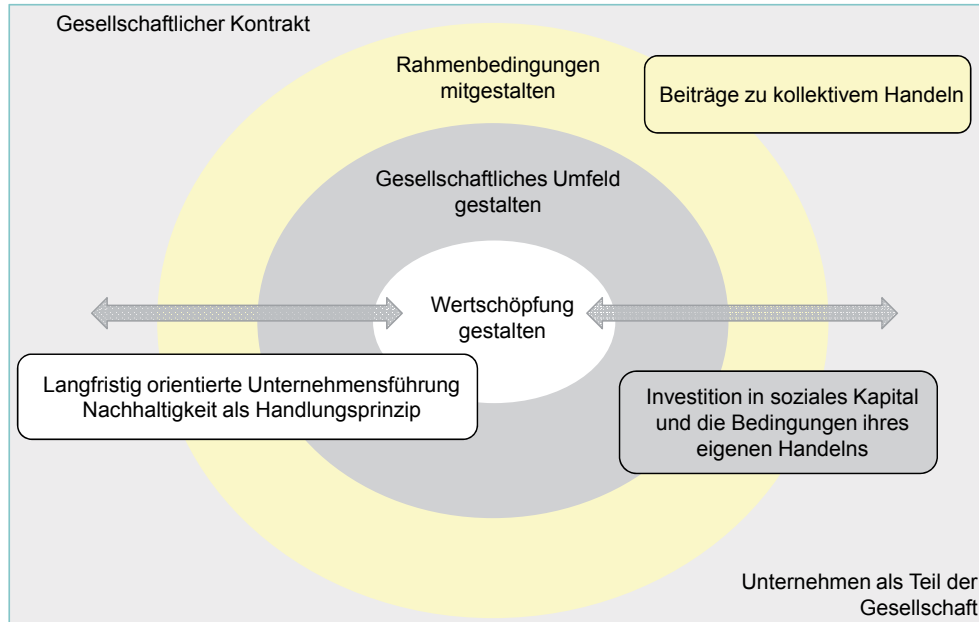 Gesellschaftlicher Kontrakt
Rahmenbedingungen
mitgestalten
Beiträge zu kollektivem Handeln
Gesellschaftliches Umfeld
gestalten
Wertschöpfung
gestalten
Langfristig orientierte Unternehmensführung
Nachhaltigkeit als Handlungsprinzip
Investition in soziales Kapital
und die Bedingungen ihres
eigenen Handelns
Unternehmen als Teil der
Gesellschaft